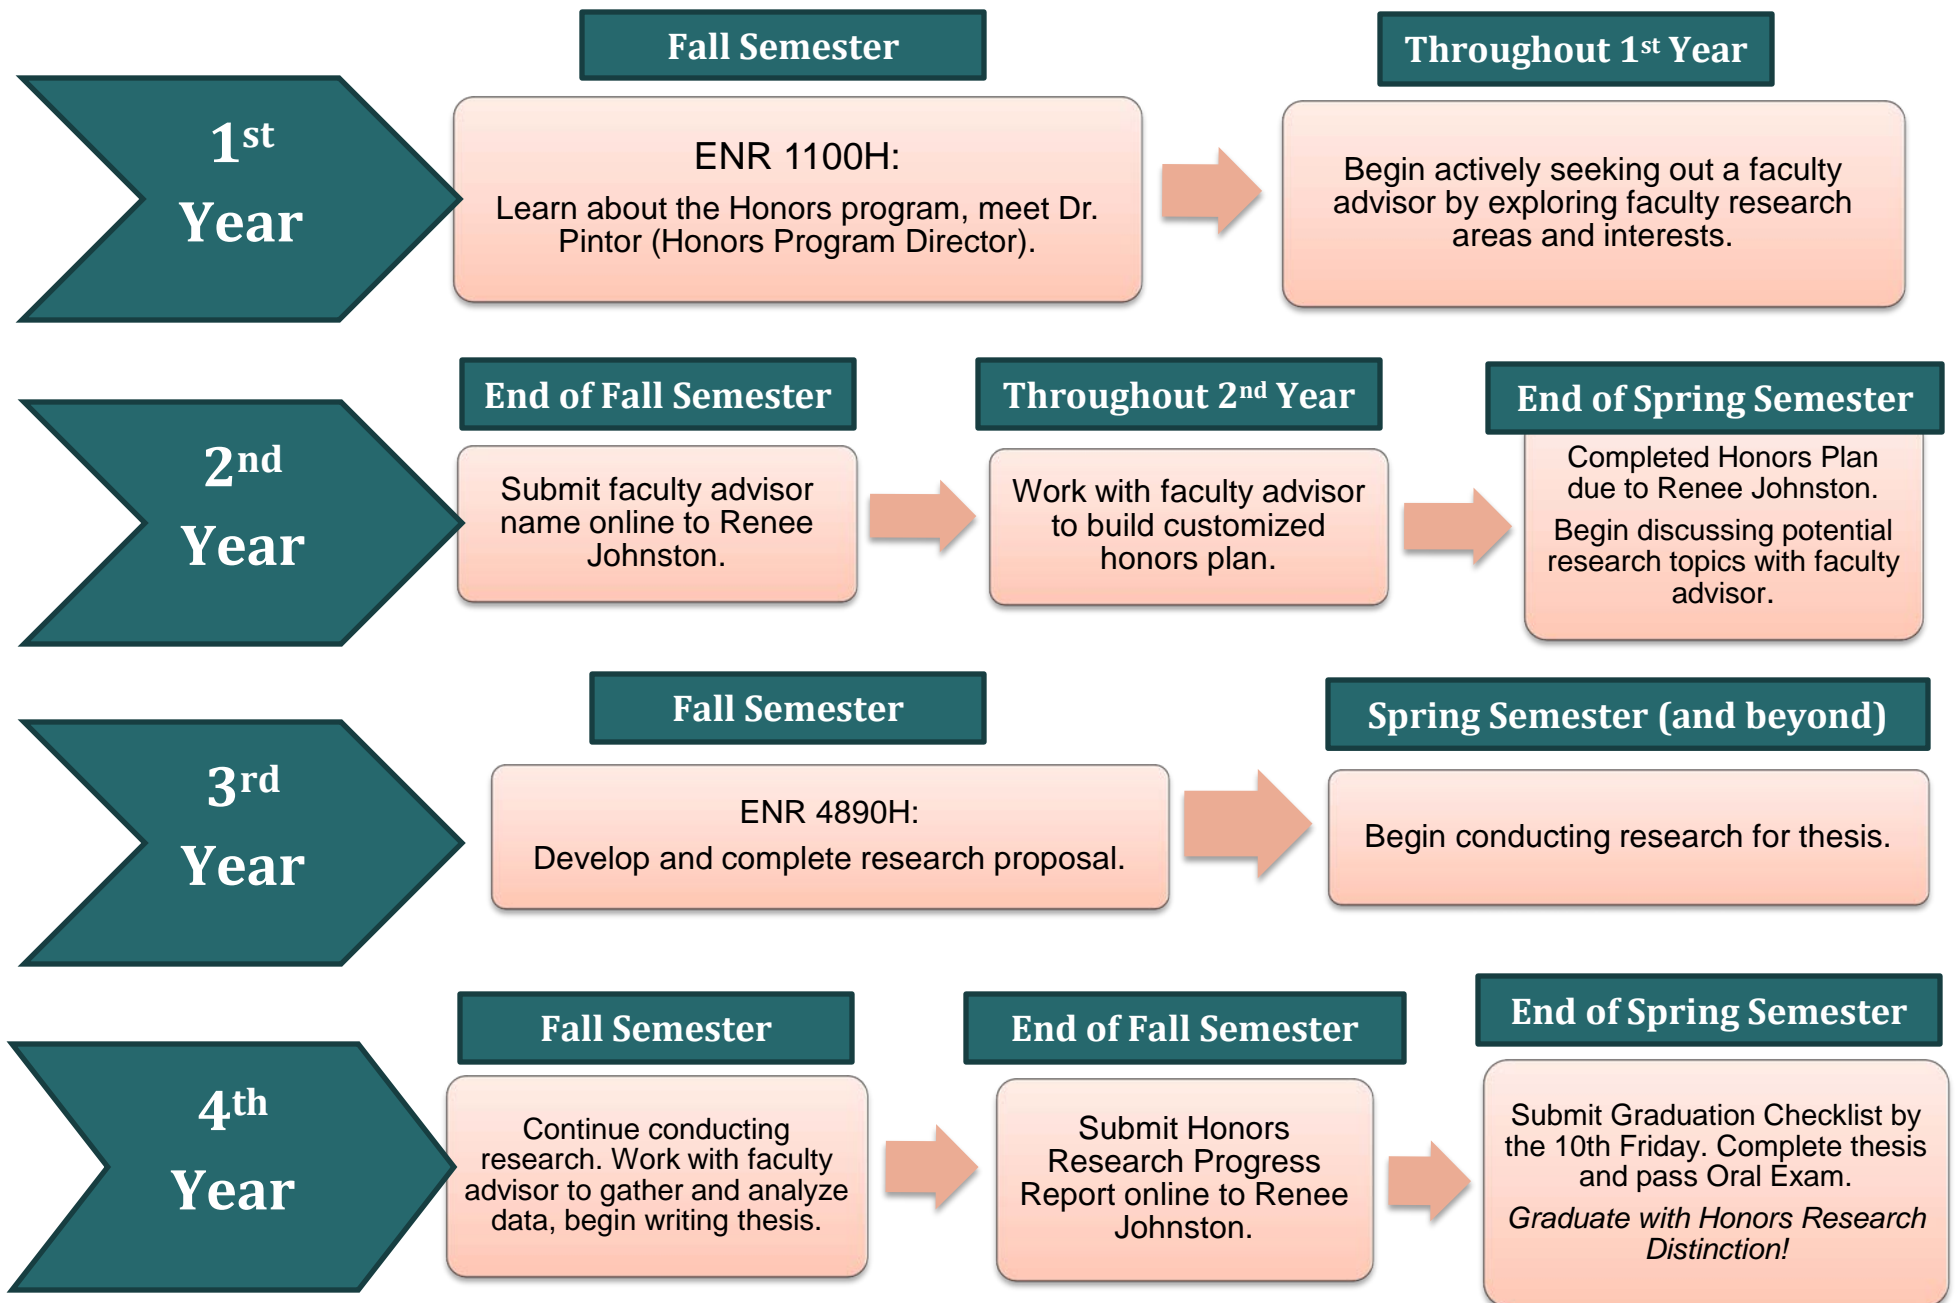 Fall Semester
Throughout 1st Year
1st
Year
ENR 1100H:
Learn about the Honors program, meet Dr.
Pintor (Honors Program Director).
Begin actively seeking out a faculty
advisor by exploring faculty research
areas and interests.
End of Fall Semester
Throughout 2nd Year
End of Spring Semester
2nd
Year
Submit faculty advisor
name online to Renee
Johnston.
Work with faculty advisor
to build customized
honors plan.
Completed Honors Plan
due to Renee Johnston.
Begin discussing potential
research topics with faculty
advisor.
Fall Semester
Spring Semester (and beyond)
3rd
Year
ENR 4890H:
Develop and complete research proposal.
Begin conducting research for thesis.
Fall Semester
End of Fall Semester
End of Spring Semester
4th
Year
Continue conducting
research. Work with faculty
advisor to gather and analyze
data, begin writing thesis.
Submit Honors
Research Progress
Report online to Renee
Johnston.
Submit Graduation Checklist by
the 10th Friday. Complete thesis
and pass Oral Exam.
Graduate with Honors Research
Distinction!